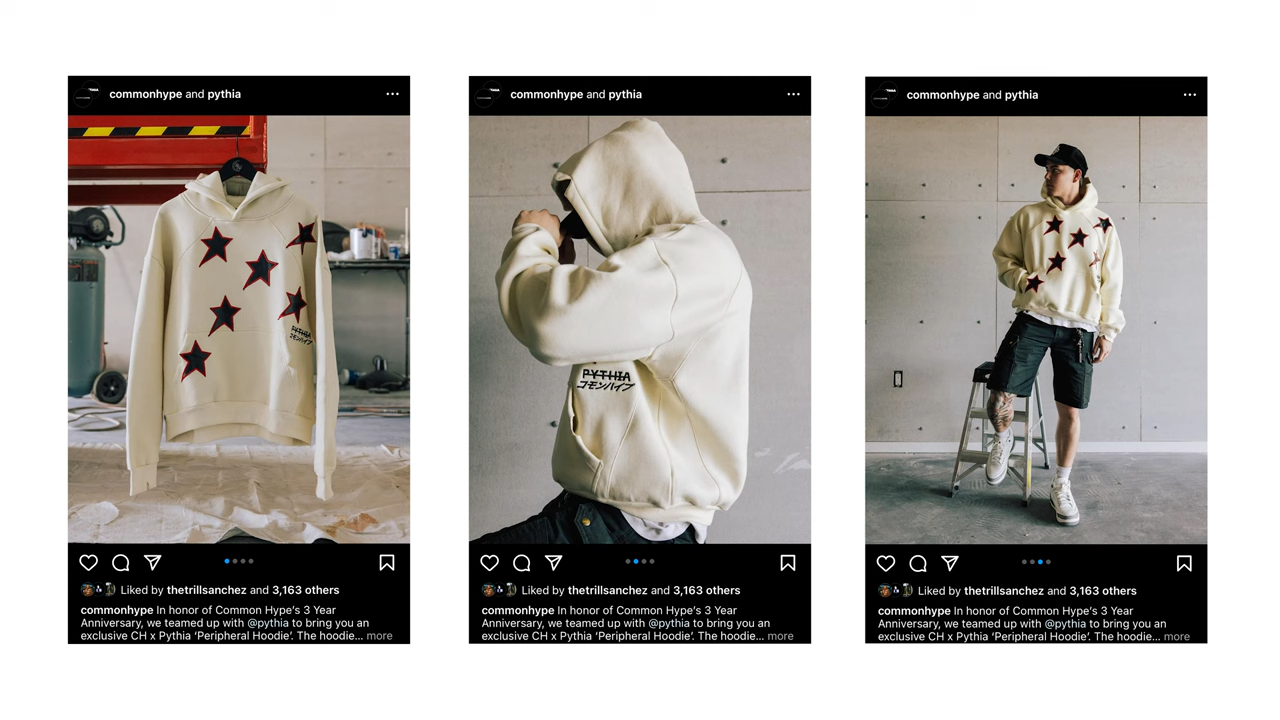 commonhype and pythia
PYTHIA
コモンハイプ
Liked by thetrillsanchez and 3,163 others
commonhype In honor of Common Hype's 3 Year
Anniversary, we teamed up with @pythia to bring you an
exclusive CH x Pythia ‘Peripheral Hoodie’. The hoodie... more
commonhype and pythia
PYTHIA
コモンハイプ
Liked by thetrillsanchez and 3,163 others
commonhype In honor of Common Hype's 3 Year
Anniversary, we teamed up with @pythia to bring you an
exclusive CH x Pythia ‘Peripheral Hoodie’. The hoodie... more
commonhype and pythia
Liked by thetrillsanchez and 3,163 others
commonhype In honor of Common Hype's 3 Year
Anniversary, we teamed up with @pythia to bring you an
exclusive CH x Pythia ‘Peripheral Hoodie’. The hoodie... more